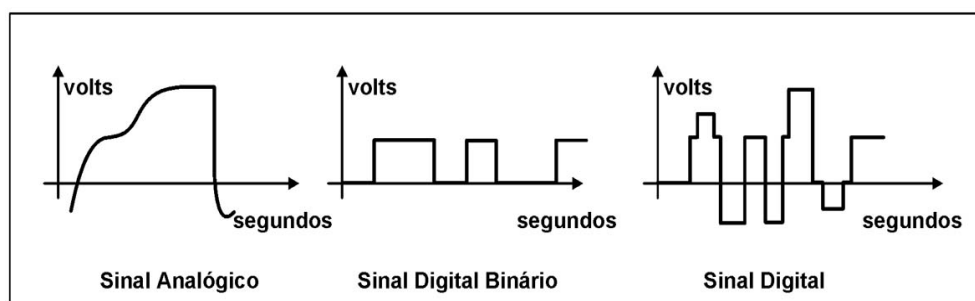 volts
segundos
Sinal Analógico
volts
segundos
Sinal Digital Binário
volts
segundos
Sinal Digital